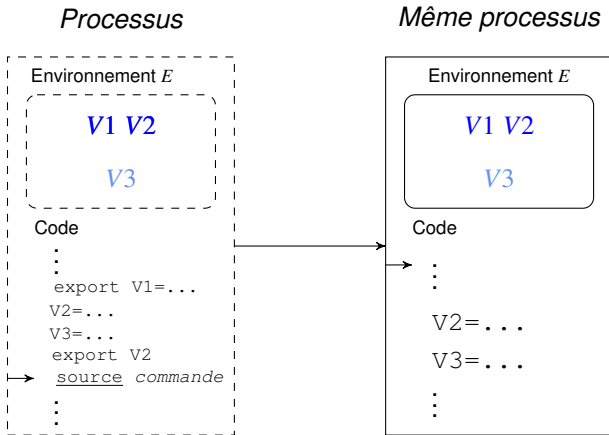 Processus
Environnement E
V1 V2
V3
Code
⋮
export V1=...
V2=...
V3=...
export V2
source commande
⋮
Même processus
Environnement E
V1 V2
V3
Code
⋮
V2=...
V3=...
⋮